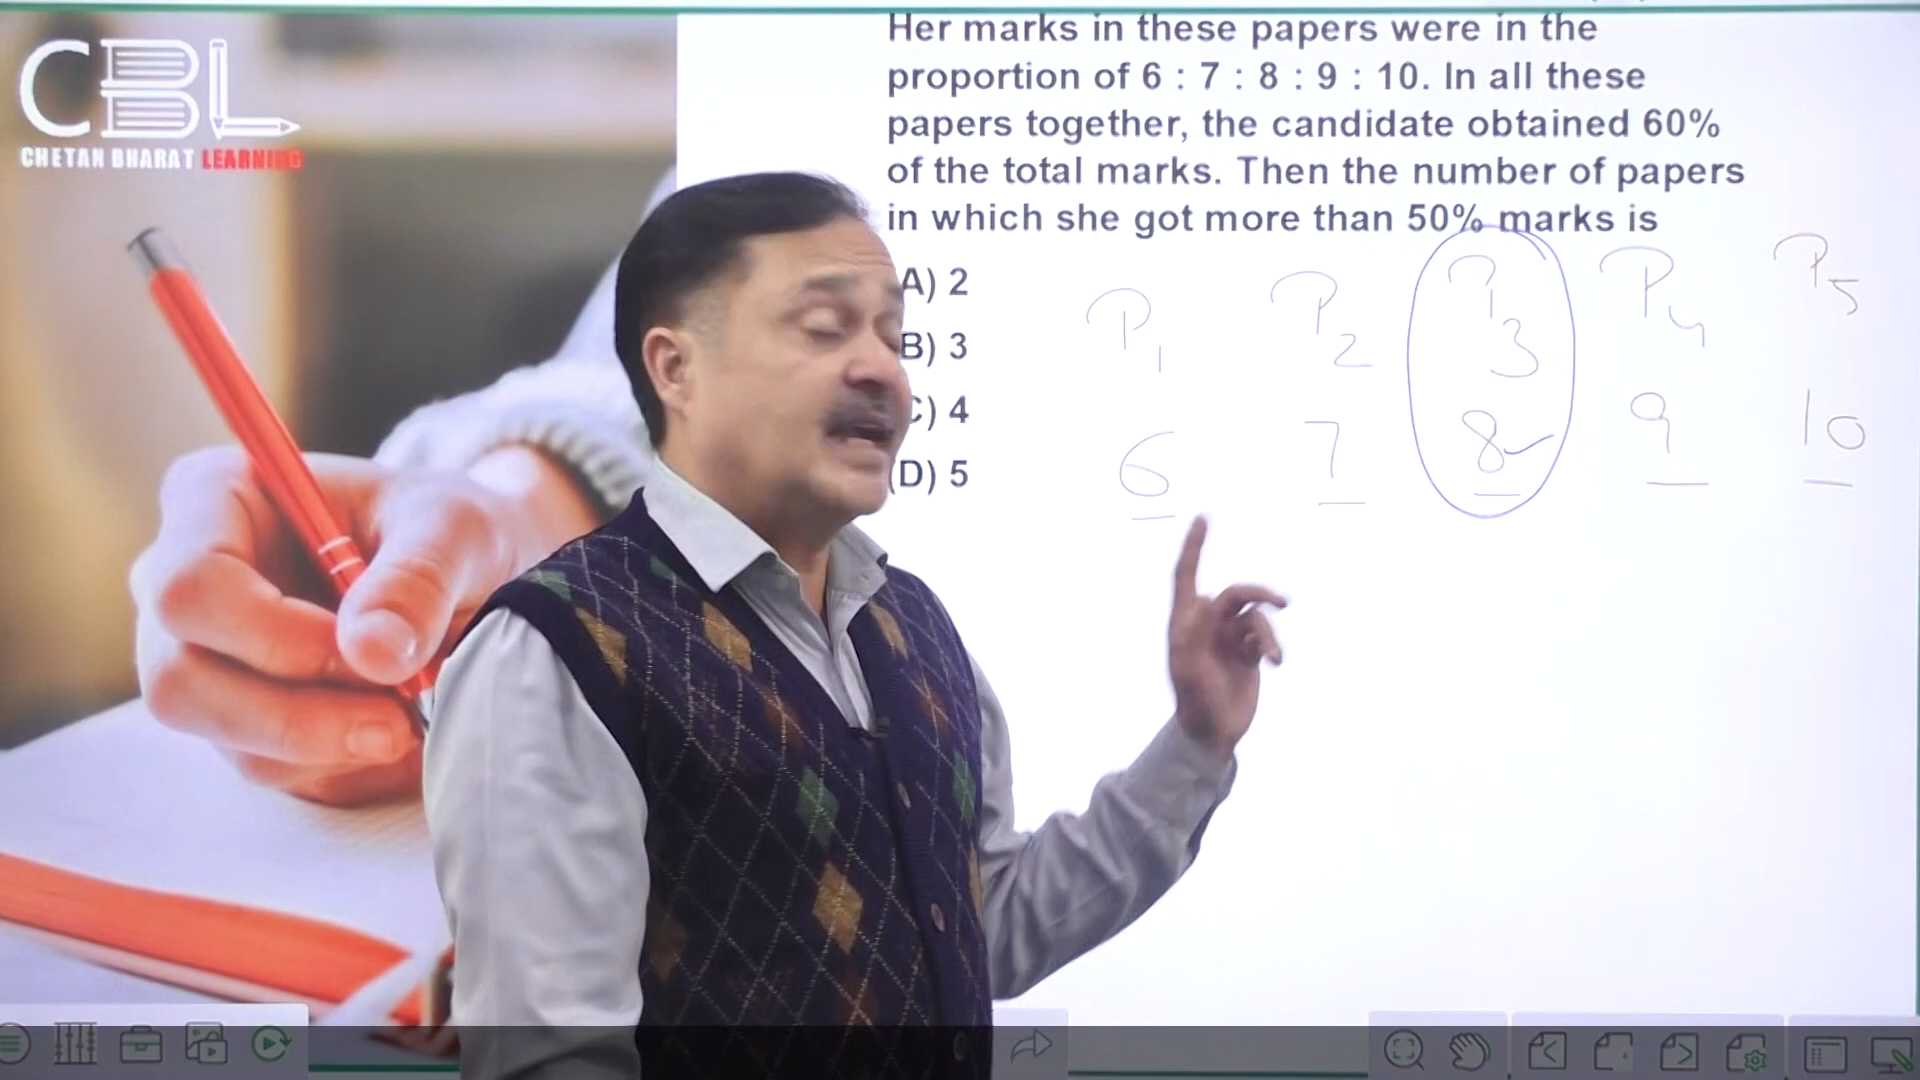 CBL
CHETAN BHARAT LEARNING
Her marks in these papers were in the
proportion of 6 : 7 : 8 : 9 : 10. In all these
papers together, the candidate obtained 60%
of the total marks. Then the number of papers
in which she got more than 50% marks is
A) 2
B) 3
C) 4
(D) 5
P1 P2 P3 P4 P5
6 7 8 9 10